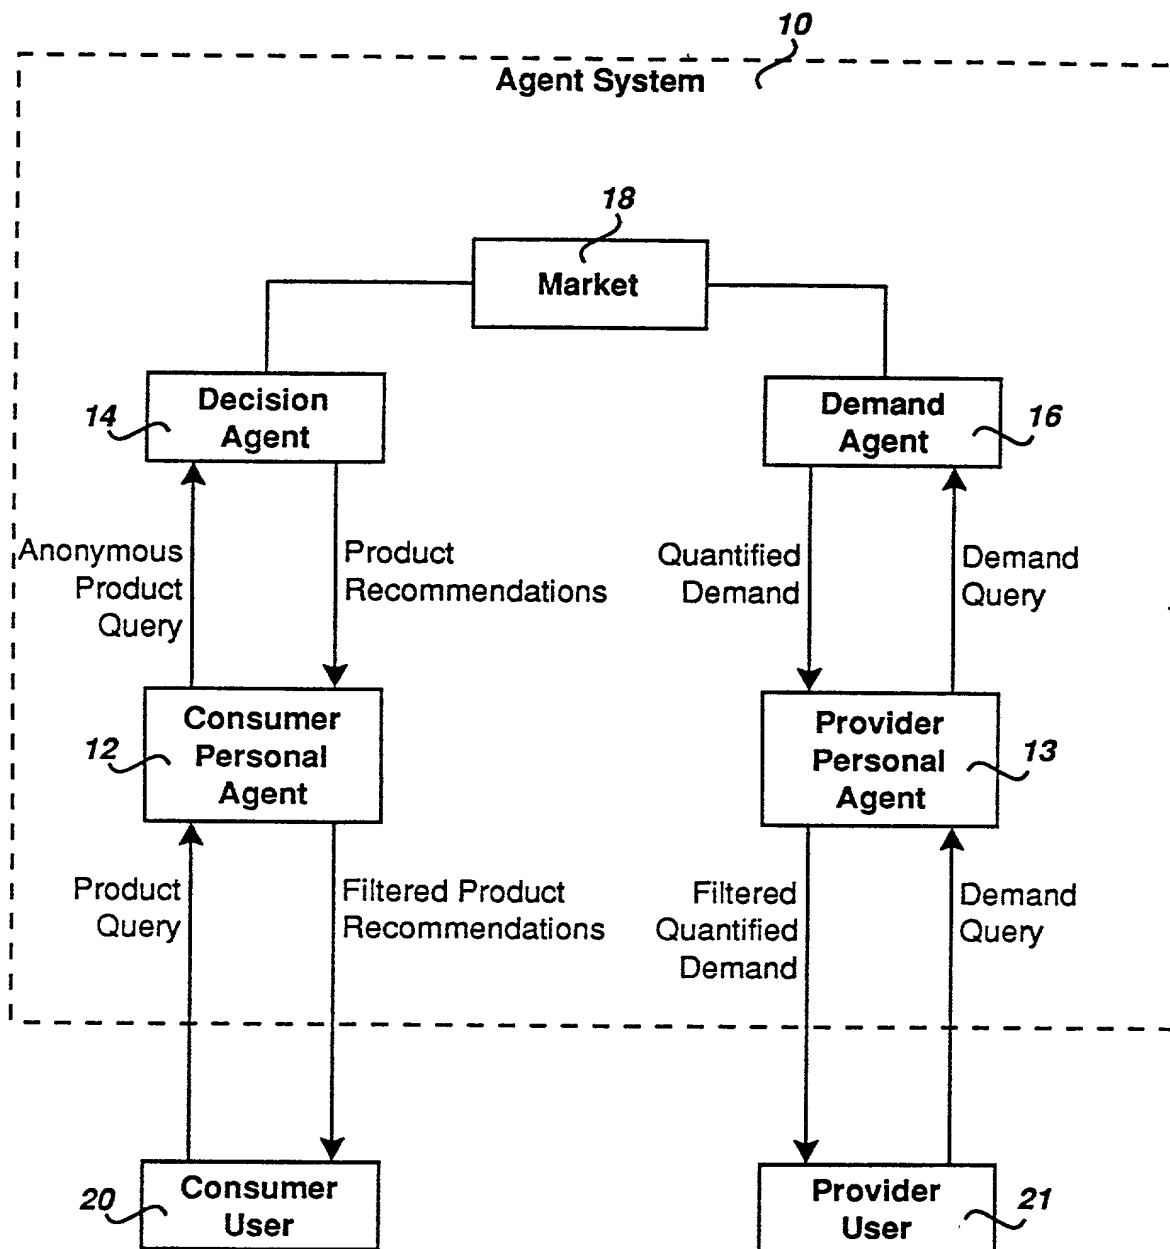 10
Agent System
18
Market
14
Decision
Agent
Demand
Agent
16
Anonymous
Product
Query
Product
Recommendations
Quantified
Demand
Demand
Query
12
Consumer
Personal
Agent
Provider
Personal
Agent
13
Product
Query
Filtered Product
Recommendations
Filtered
Quantified
Demand
Demand
Query
20
Consumer
User
Provider
User
21